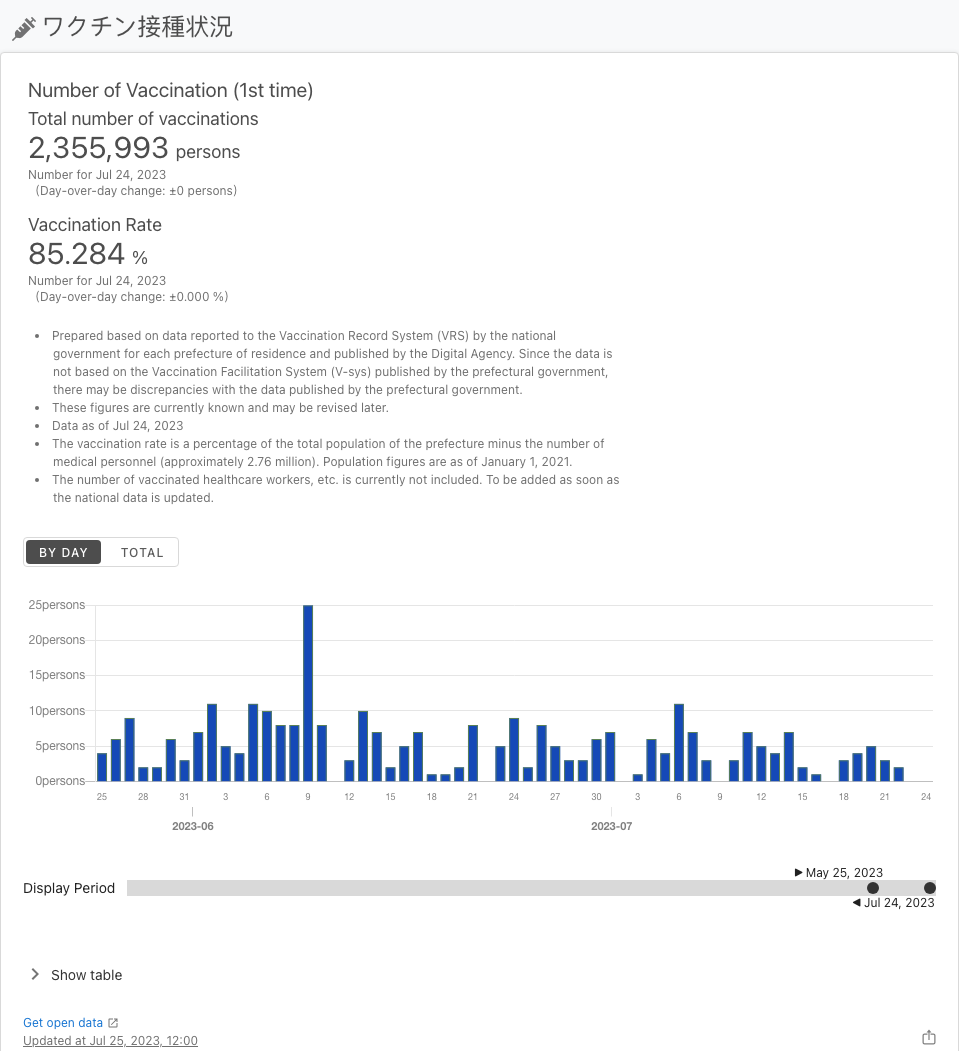 ワクチン接種状況
Number of Vaccination (1st time)
Total number of vaccinations
2,355,993 persons
Number for Jul 24, 2023
(Day-over-day change: ±0 persons)
Vaccination Rate
85.284 %
Number for Jul 24, 2023
(Day-over-day change: ±0.000 %)
• Prepared based on data reported to the Vaccination Record System (VRS) by the national
government for each prefecture of residence and published by the Digital Agency. Since the data is
not based on the Vaccination Facilitation System (V-sys) published by the prefectural government,
there may be discrepancies with the data published by the prefectural government.
• These figures are currently known and may be revised later.
• Data as of Jul 24, 2023
• The vaccination rate is a percentage of the total population of the prefecture minus the number of
medical personnel (approximately 2.76 million). Population figures are as of January 1, 2021.
• The number of vaccinated healthcare workers, etc. is currently not included. To be added as soon as
the national data is updated.
BY DAY TOTAL
25persons
20persons
15persons
10persons
5persons
0persons
25 28 31 3 6 9 12 15 18 21 24 27 30 3 6 9 12 15 18 21 24
2023-06 2023-07
▶ May 25, 2023
Display Period
◀ Jul 24, 2023
Show table
Get open data
Updated at Jul 25, 2023, 12:00